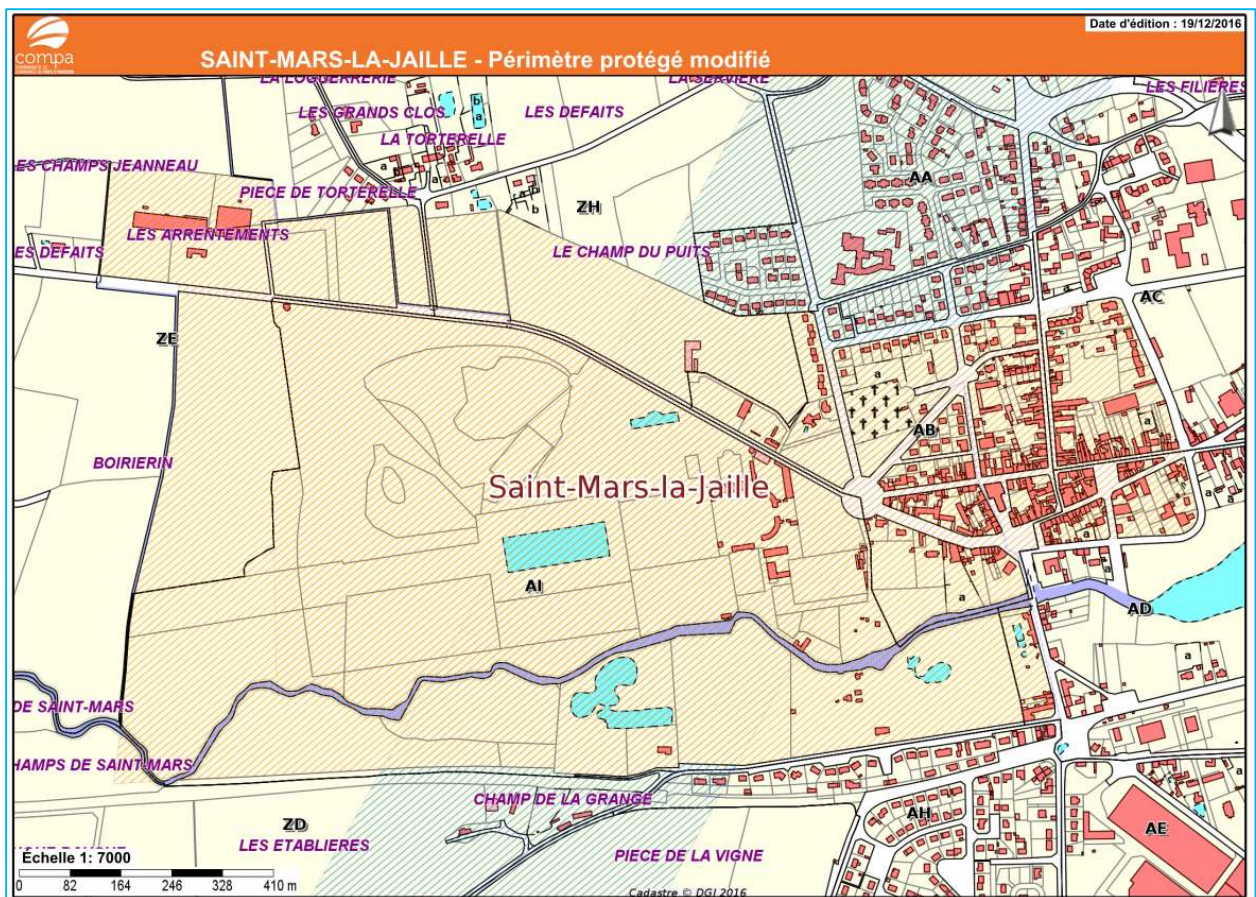 Date d'édition : 19/12/2016
compa
SAINT-MARS-LA-JAILLE - Périmètre protégé modifié
LA LOGGERRERIE
LA SERVIERE
LES FILIERES
b
LES GRANDS CLOS
a
LES DEFAITS
LA TORTERELLE
ES CHAMPS JEANNEAU
a
a
AA
PIECE DE TORTERELLE
a
b
b
ZH
LES ARRENTEMENTS
ES DEFAITS
LE CHAMP DU PUITS
a
AC
ZE
a
a
AB
BOIRIERIN
Saint-Mars-la-Jaille
a
a
a
AI
a
a
AD
a
DE SAINT-MARS
HAMPS DE SAINT-MARS
a
CHAMP DE LA GRANGE
AH
ZD
AE
LES ETABLIERES
PIECE DE LA VIGNE
Échelle 1: 7000
0 82 164 246 328 410 m
Cadastre © DGI 2016